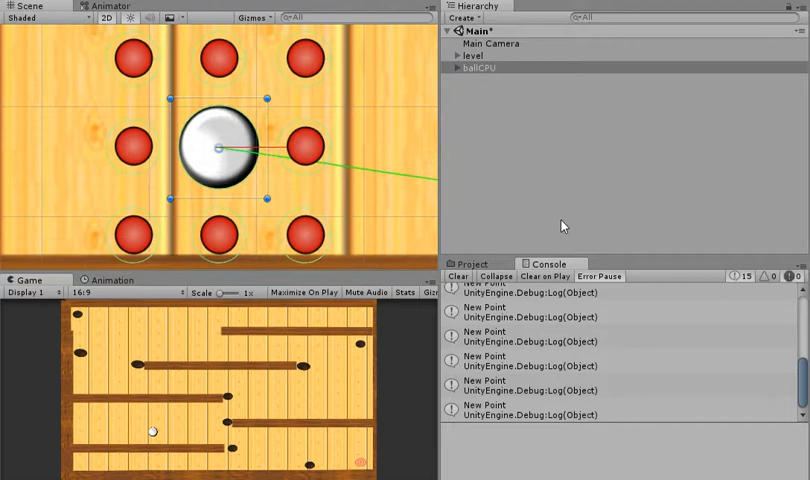 Scene Animator
Shaded 2D Gizmos All
Hierarchy
Create All
Main*
Main Camera
level
ballCPU
Game Animation
Display 1 16:9 Scale 1x Maximize On Play Mute Audio Stats Giz
Project Console
Clear Collapse Clear on Play Error Pause 15 0 0
New Point
UnityEngine.Debug:Log(Object)
New Point
UnityEngine.Debug:Log(Object)
New Point
UnityEngine.Debug:Log(Object)
New Point
UnityEngine.Debug:Log(Object)
New Point
UnityEngine.Debug:Log(Object)
New Point
UnityEngine.Debug:Log(Object)